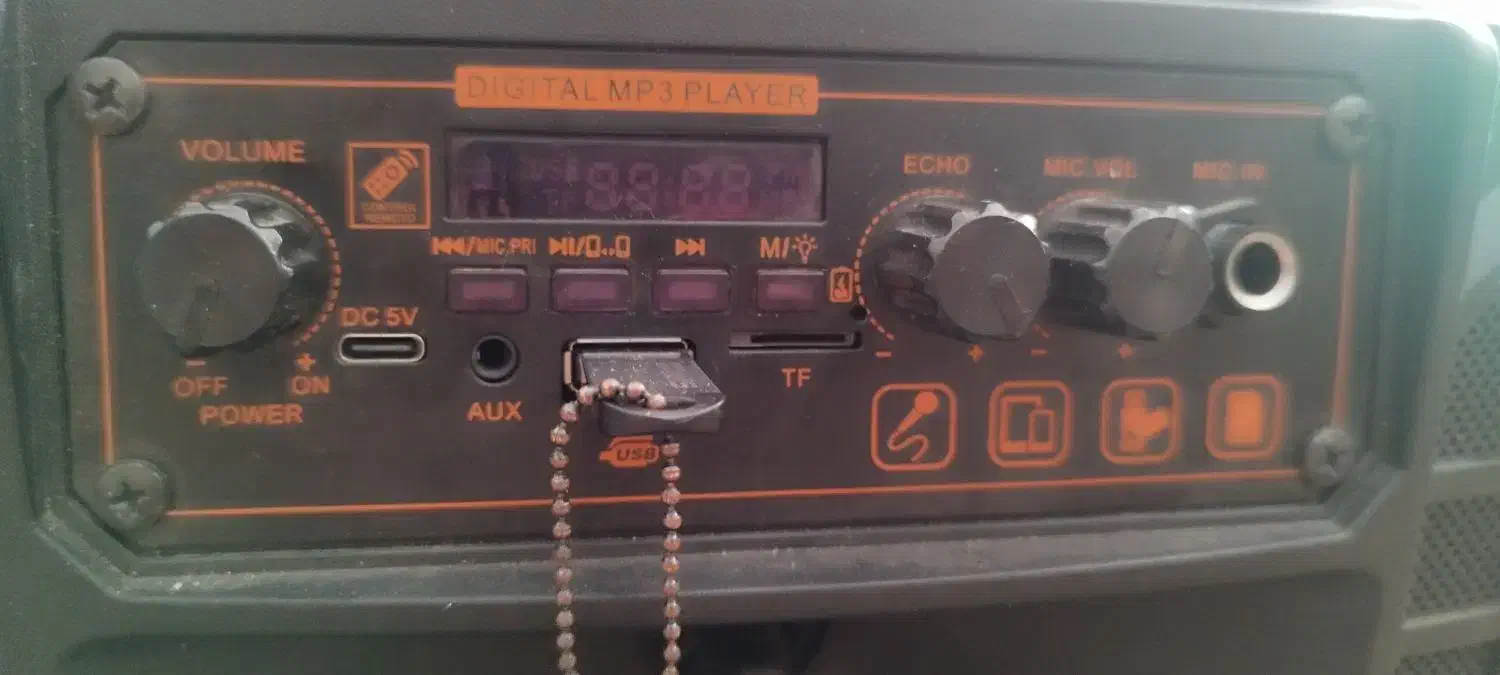 DIGITAL MP3 PLAYER
VOLUME
ECHO
MIC VOL
MIC IN
/MIC.PRI
M/
DC 5V
- +
OFF ON
POWER
AUX
USB
TF
- + - +